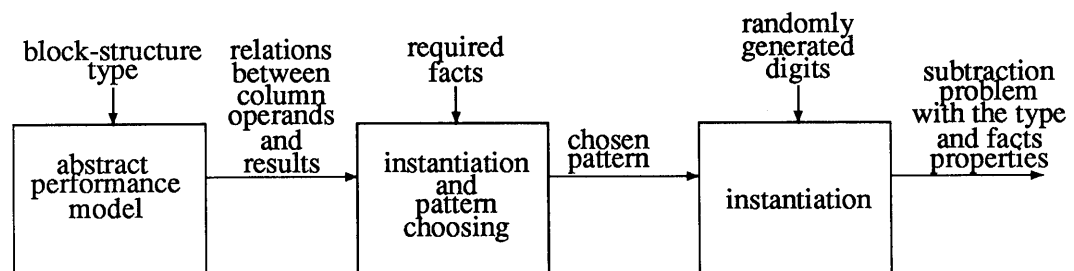 block-structure
type
relations
between
column
operands
and
results
required
facts
randomly
generated
digits
subtraction
problem
with the type
and facts
properties
abstract
performance
model
instantiation
and
pattern
choosing
chosen
pattern
instantiation